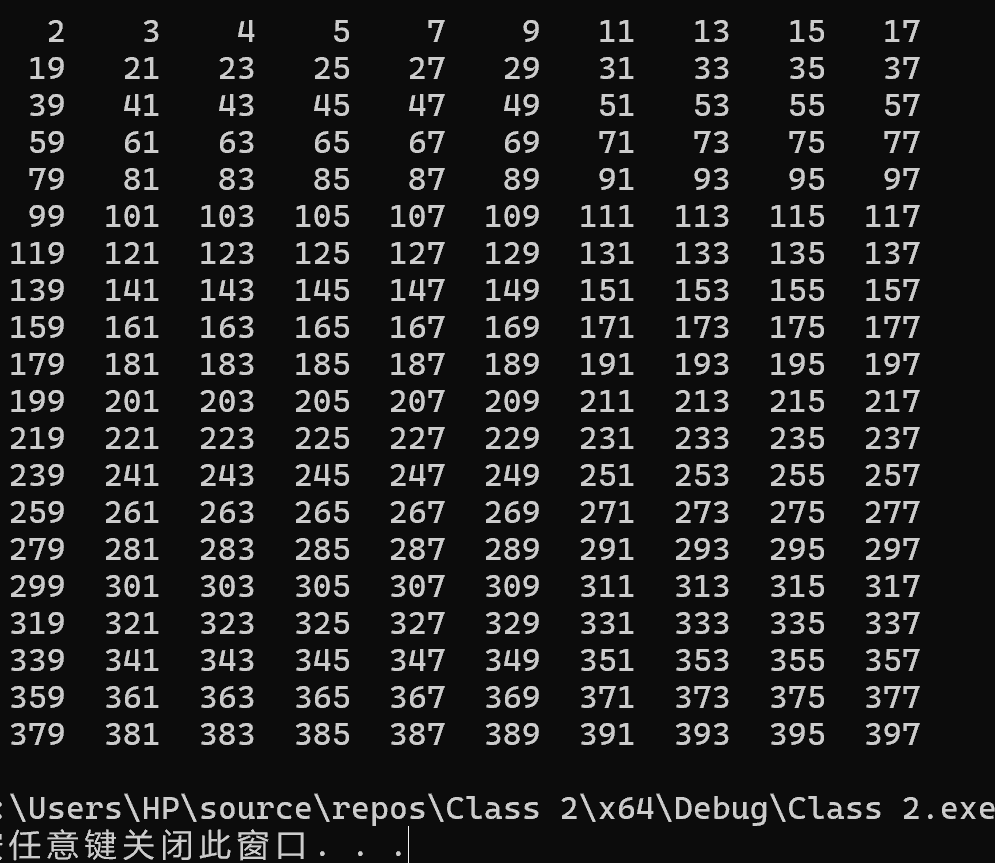 2 3 4 5 7 9 11 13 15 17
19 21 23 25 27 29 31 33 35 37
39 41 43 45 47 49 51 53 55 57
59 61 63 65 67 69 71 73 75 77
79 81 83 85 87 89 91 93 95 97
99 101 103 105 107 109 111 113 115 117
119 121 123 125 127 129 131 133 135 137
139 141 143 145 147 149 151 153 155 157
159 161 163 165 167 169 171 173 175 177
179 181 183 185 187 189 191 193 195 197
199 201 203 205 207 209 211 213 215 217
219 221 223 225 227 229 231 233 235 237
239 241 243 245 247 249 251 253 255 257
259 261 263 265 267 269 271 273 275 277
279 281 283 285 287 289 291 293 295 297
299 301 303 305 307 309 311 313 315 317
319 321 323 325 327 329 331 333 335 337
339 341 343 345 347 349 351 353 355 357
359 361 363 365 367 369 371 373 375 377
379 381 383 385 387 389 391 393 395 397
:\Users\HP\source\repos\Class 2\x64\Debug\Class 2.exe
按任意键关闭此窗口. . .